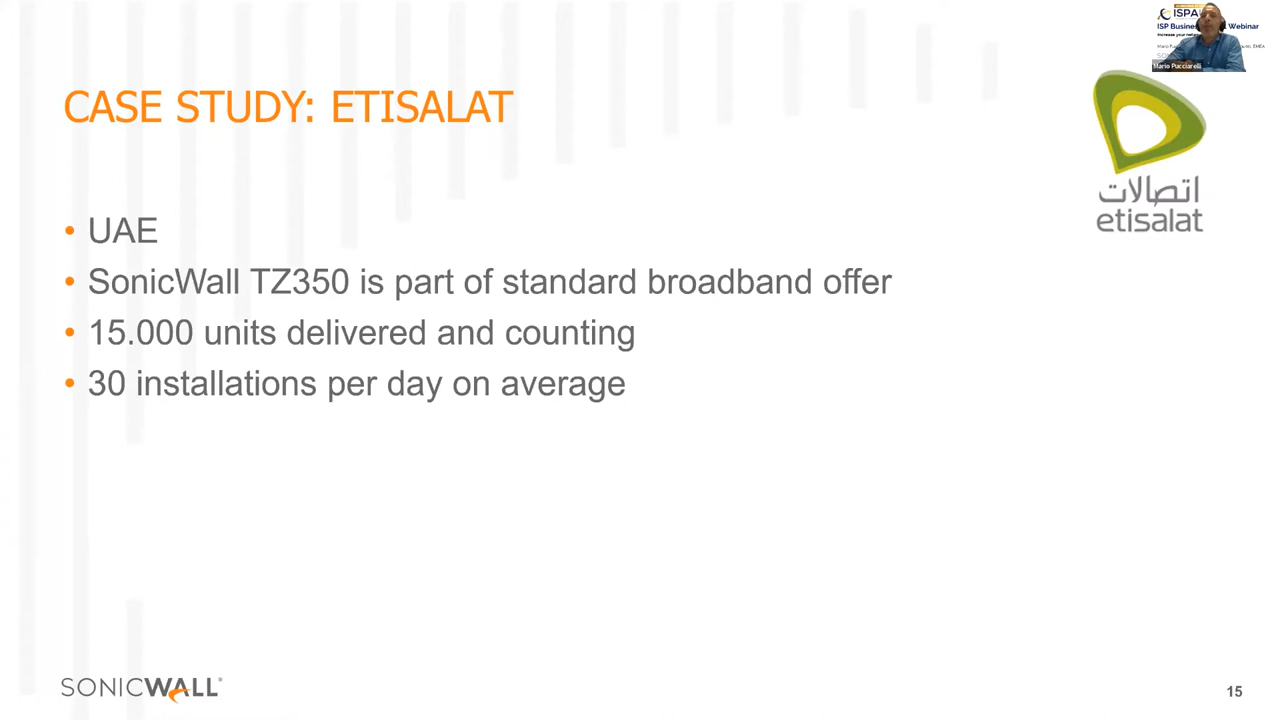 ISPA
ISP Business Webinar
Mario Pucciarelli
CASE STUDY: ETISALAT
اتصالات
etisalat
• UAE
• SonicWall TZ350 is part of standard broadband offer
• 15.000 units delivered and counting
• 30 installations per day on average
SONICWALL®
15